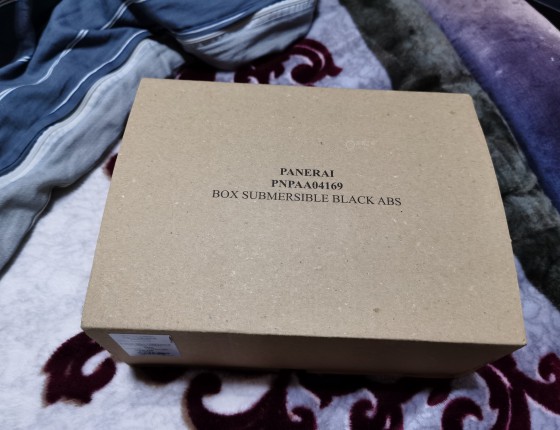 PANERAI
PNPAA04169
BOX SUBMERSIBLE BLACK ABS